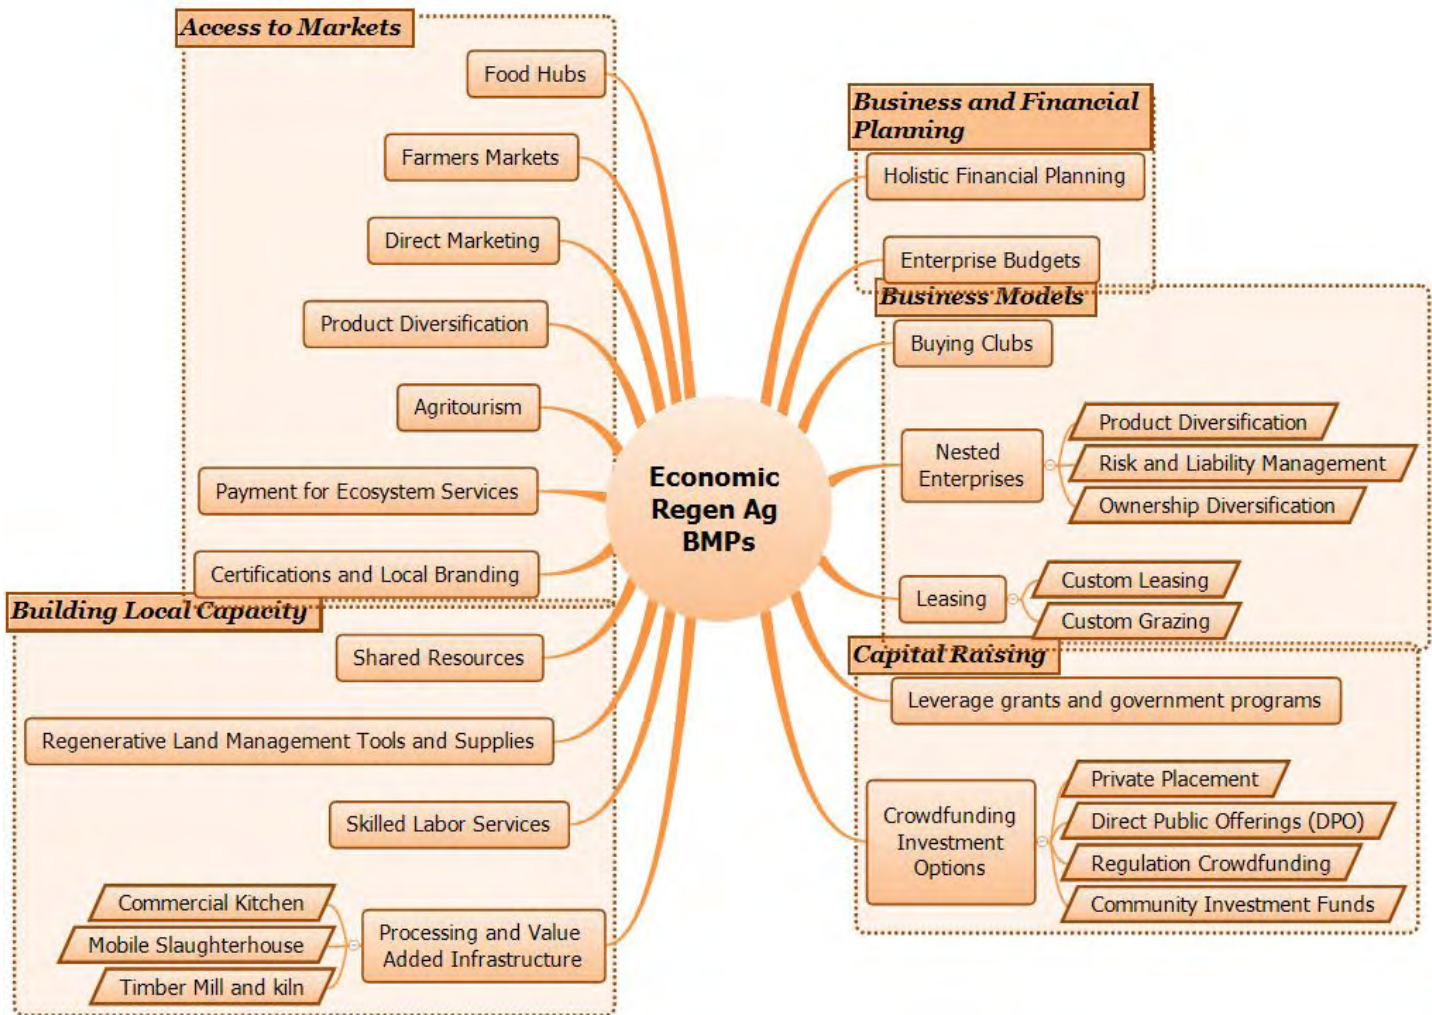 Access to Markets
Food Hubs
Farmers Markets
Direct Marketing
Product Diversification
Agritourism
Payment for Ecosystem Services
Certifications and Local Branding
Building Local Capacity
Shared Resources
Regenerative Land Management Tools and Supplies
Skilled Labor Services
Commercial Kitchen
Mobile Slaughterhouse
Timber Mill and kiln
Processing and Value
Added Infrastructure
Economic
Regen Ag
BMPs
Business and Financial
Planning
Holistic Financial Planning
Enterprise Budgets
Business Models
Buying Clubs
Nested
Enterprises
Product Diversification
Risk and Liability Management
Ownership Diversification
Leasing
Custom Leasing
Custom Grazing
Capital Raising
Leverage grants and government programs
Crowdfunding
Investment
Options
Private Placement
Direct Public Offerings (DPO)
Regulation Crowdfunding
Community Investment Funds